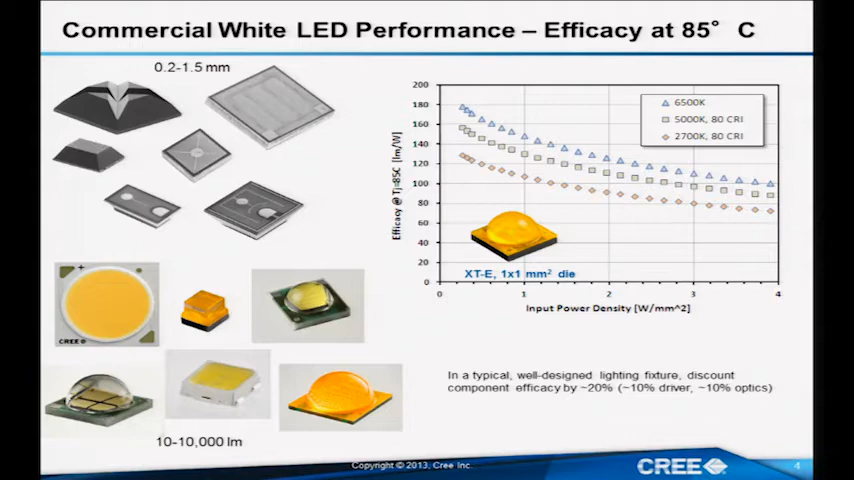 Commercial White LED Performance – Efficacy at 85° C
0.2-1.5 mm
200
180
160
140
120
100
80
60
40
20
0
Efficacy @ Tj=85C [lm/W]
6500K
5000K, 80 CRI
2700K, 80 CRI
XT-E, 1x1 mm² die
0
1
2
3
4
Input Power Density [W/mm^2]
CREE
10-10,000 lm
In a typical, well-designed lighting fixture, discount
component efficacy by ~20% (~10% driver, ~10% optics)
Copyright © 2013, Cree Inc.
CREE
4